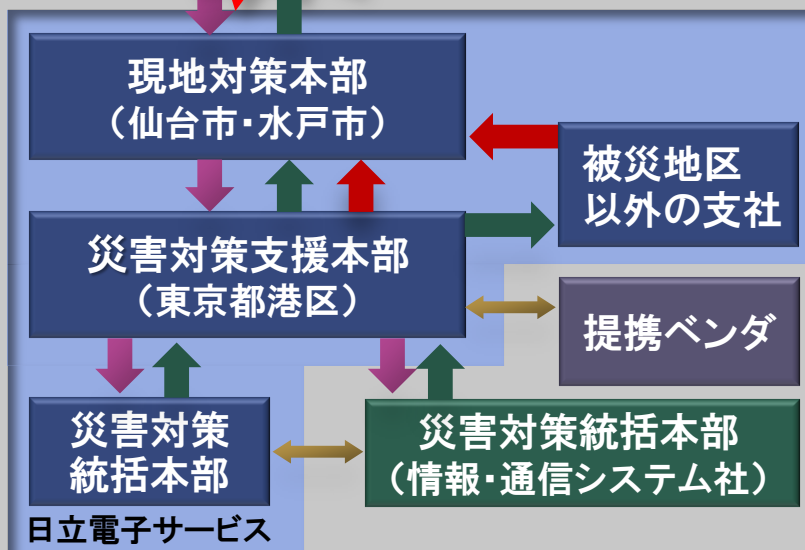 現地対策本部
（仙台市・水戸市）
被災地区
以外の支社
災害対策支援本部
（東京都港区）
提携ベンダ
災害対策
統括本部
災害対策統括本部
（情報・通信システム社）
日立電子サービス